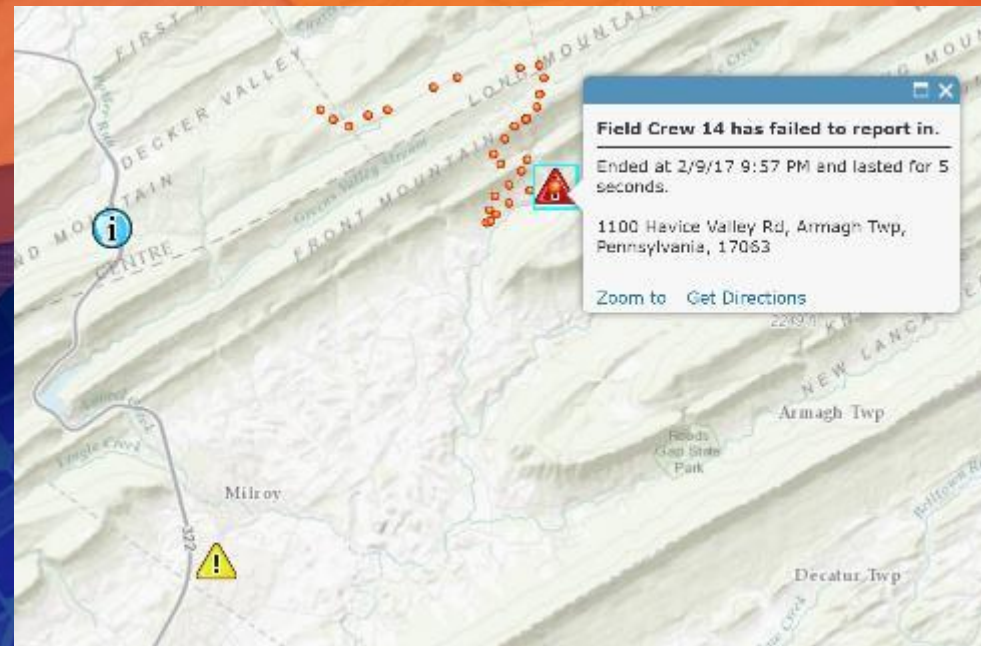 FIRST
DECKER VALLEY
LONG MOUNTAIN
Field Crew 14 has failed to report in.
Ended at 2/9/17 9:57 PM and lasted for 5
seconds.
1100 Havice Valley Rd, Armagh Twp,
Pennsylvania, 17063
Zoom to Get Directions
MOUNTAIN
FRONT MOUNTAIN
CENTRE
i
NEW
Armagh Twp
Reeds
Gap State
Park
Milroy
322
!
Decatur Twp